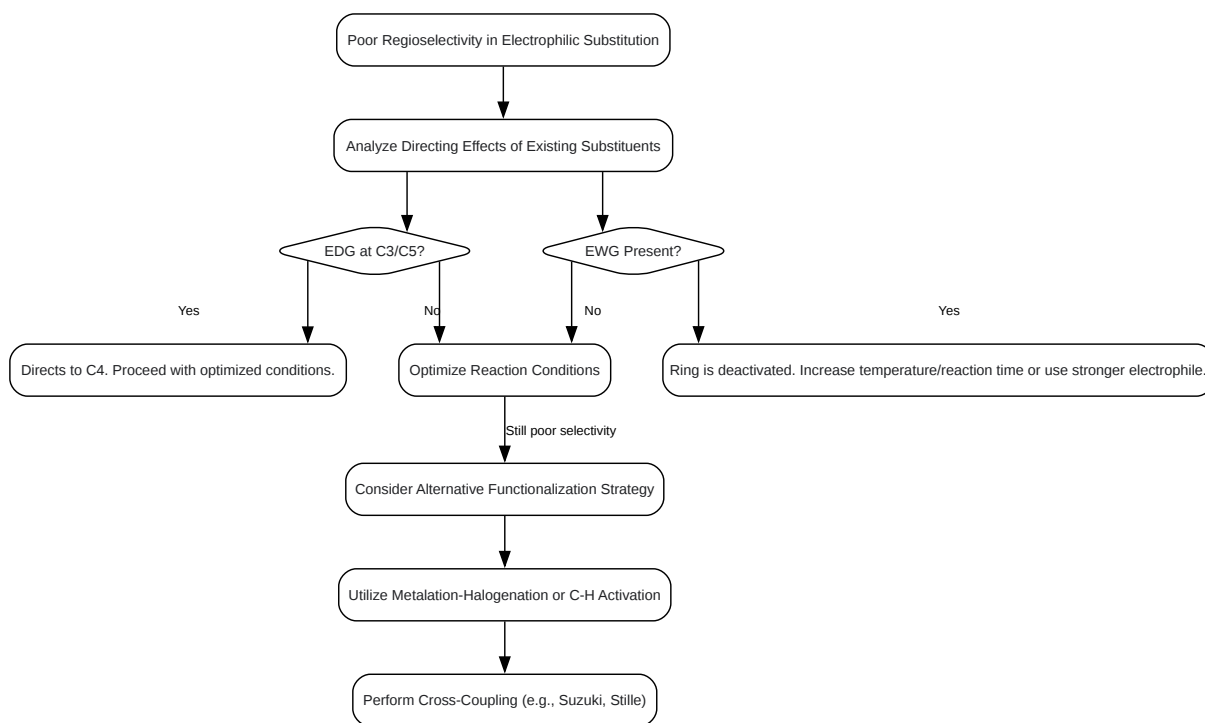 Poor Regioselectivity in Electrophilic Substitution
Analyze Directing Effects of Existing Substituents
EDG at C3/C5?
EWG Present?
Yes
No
No
Yes
Directs to C4. Proceed with optimized conditions.
Optimize Reaction Conditions
Ring is deactivated. Increase temperature/reaction time or use stronger electrophile.
Still poor selectivity
Consider Alternative Functionalization Strategy
Utilize Metalation-Halogenation or C-H Activation
Perform Cross-Coupling (e.g., Suzuki, Stille)